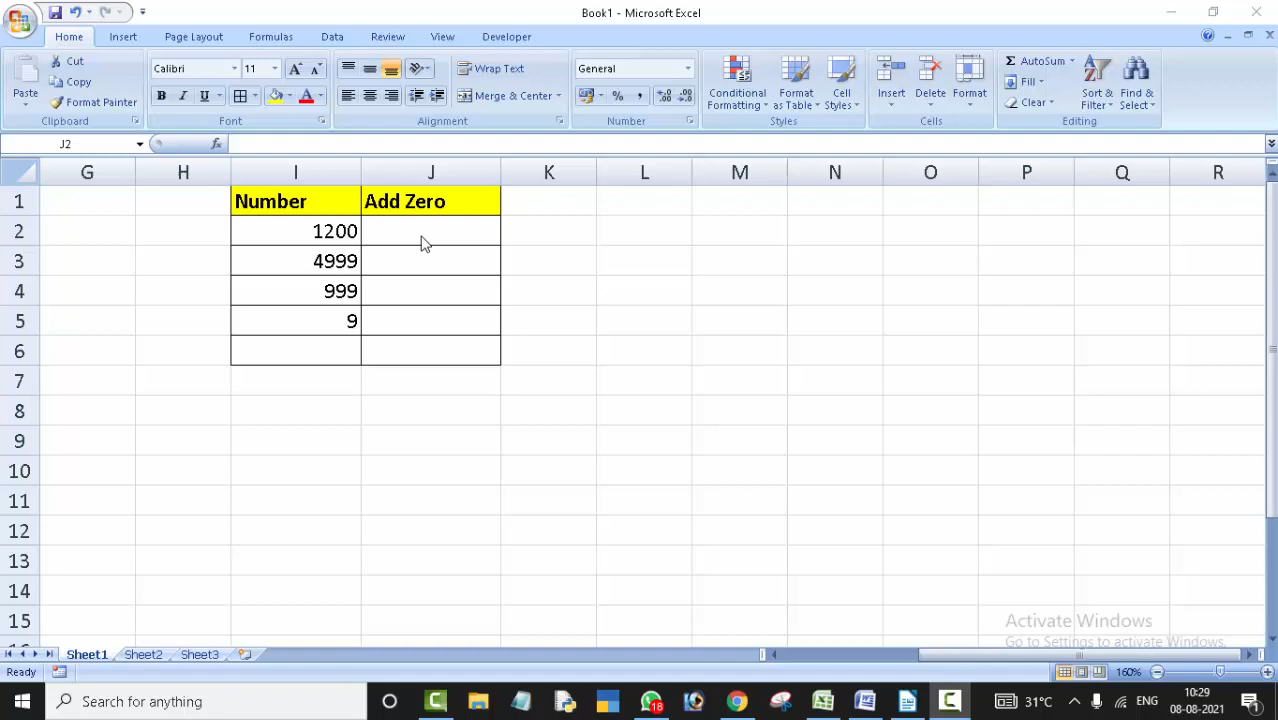 Book1 - Microsoft Excel
Home Insert Page Layout Formulas Data Review View Developer
Paste
Cut
Copy
Format Painter
Clipboard
Calibri 11
B I U
Font
Wrap Text
Merge & Center
Alignment
General
% ,
Number
Conditional Formatting
Format as Table
Cell Styles
Styles
Insert Delete Format
Cells
Σ AutoSum
Fill
Clear
Sort & Filter
Find & Select
Editing
J2 fx
G H I J K L M N O P Q R
1 Number Add Zero
2 1200
3 4999
4 999
5 9
6
7
8
9
10
11
12
13
14
15
Activate Windows
Go to Settings to activate Windows.
Sheet1 Sheet2 Sheet3
Ready 160%
Search for anything
18
31°C ENG
10:29
08-08-2021
1